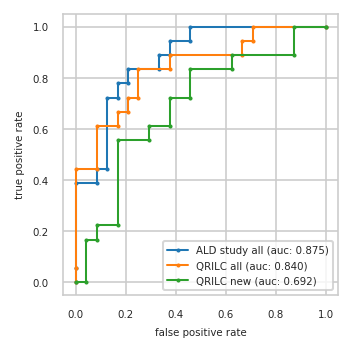 true positive rate
1.0
0.8
0.6
0.4
0.2
0.0
ALD study all (auc: 0.875)
QRILC all (auc: 0.840)
QRILC new (auc: 0.692)
0.0 0.2 0.4 0.6 0.8 1.0
false positive rate